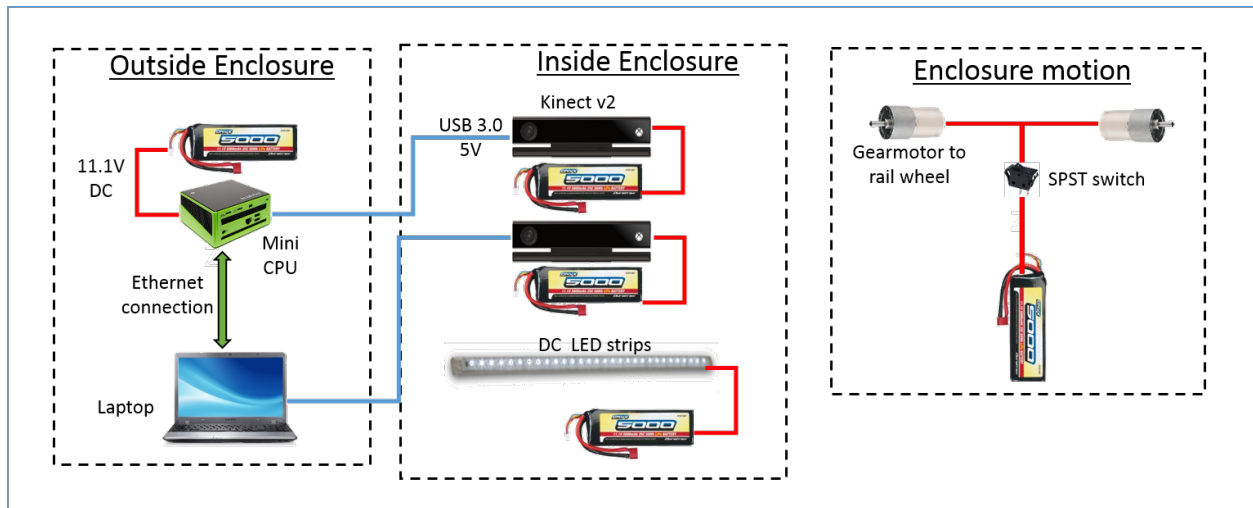 Outside Enclosure
5000
11.1V
DC
Mini
CPU
Ethernet
connection
Laptop
Inside Enclosure
Kinect v2
USB 3.0
5V
5000
5000
DC LED strips
5000
Enclosure motion
Gearmotor to
rail wheel
SPST switch
5000